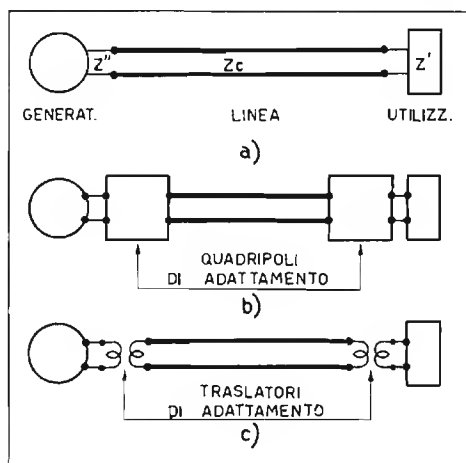 Z" Zc Z'
GENERAT. LINEA UTILIZZ.
a)
QUADRIPOLI
DI ADATTAMENTO
b)
TRASLATORI
DI ADATTAMENTO
c)